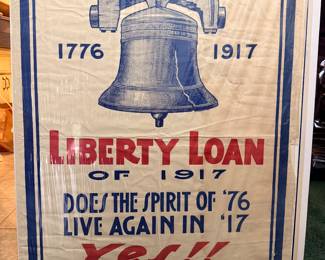 1776 1917
LIBERTY LOAN
OF 1917
DOES THE SPIRIT OF '76
LIVE AGAIN IN '17
Yes!!